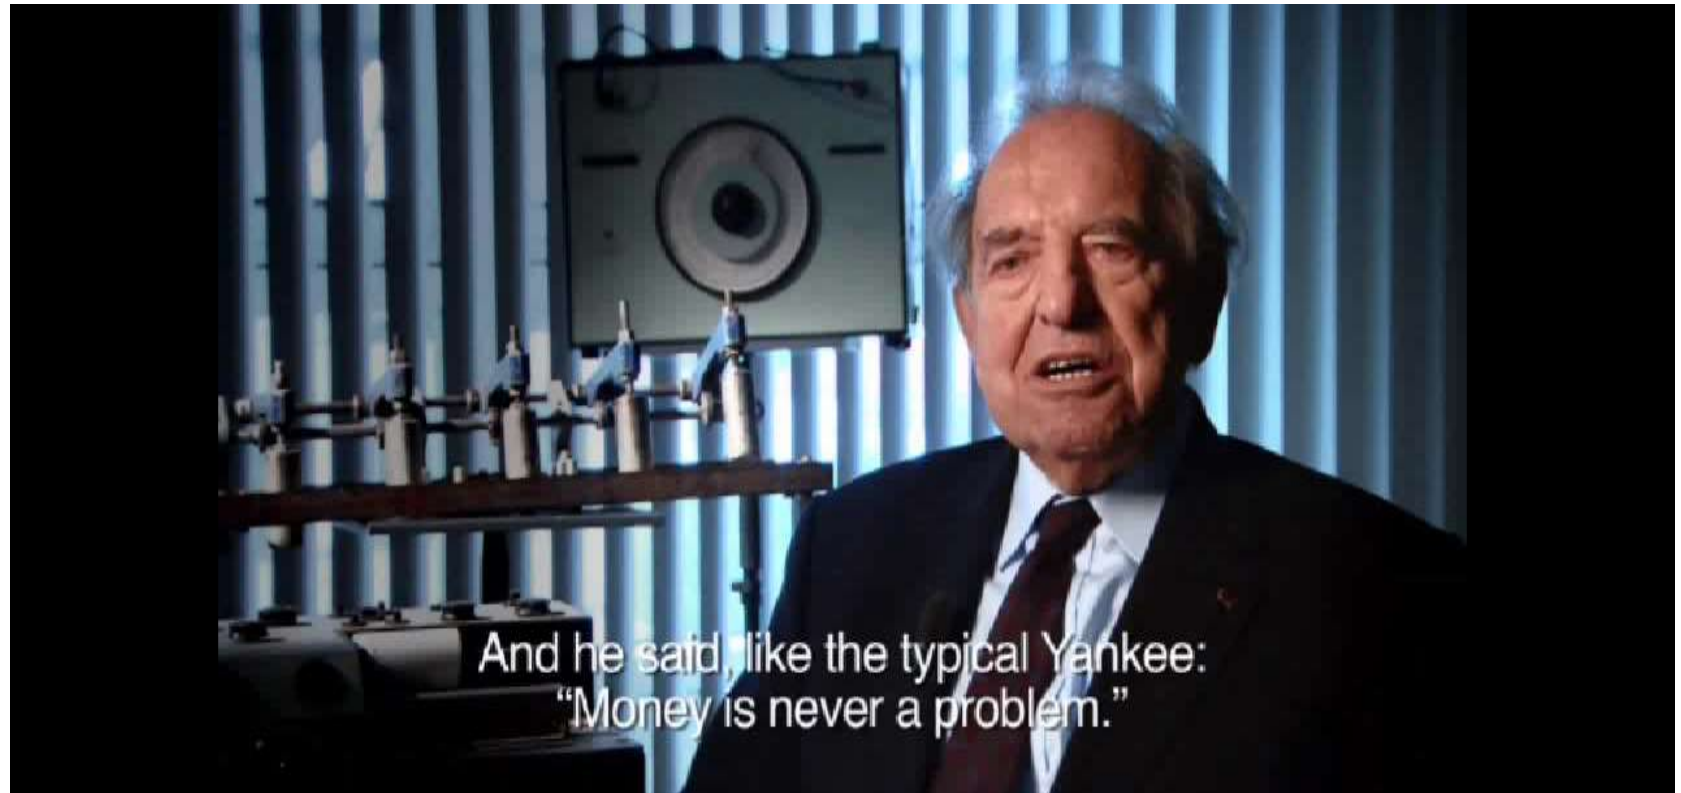 And he said, like the typical Yankee:
“Money is never a problem.”